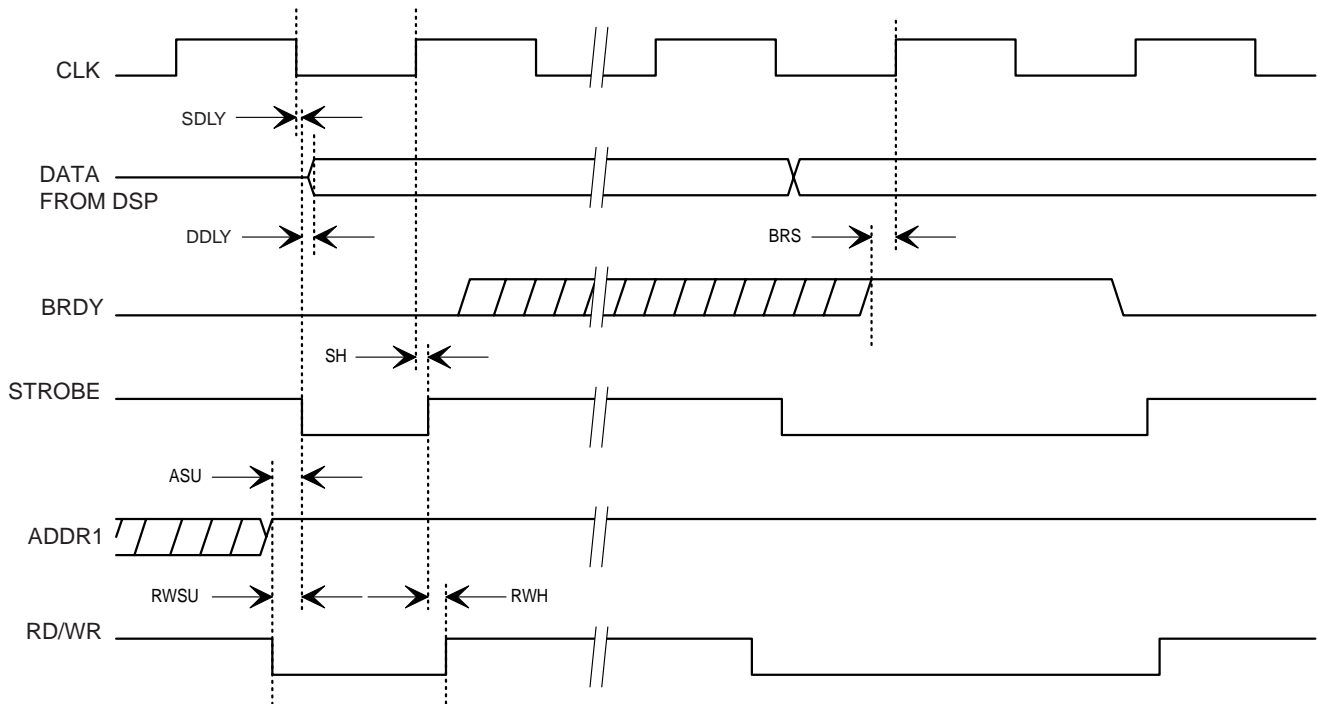 CLK
SDLY
DATA
FROM DSP
DDLY
BRS
BRDY
SH
STROBE
ASU
ADDR1
RWSU
RWH
RD/WR